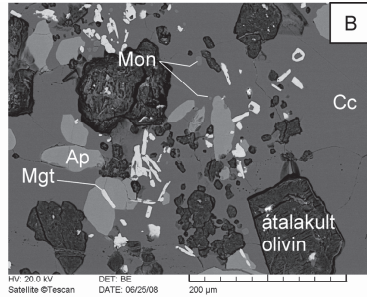 B
Mon
Cc
Ap
Mgt
átalakult
olivin
HV: 20.0 kV DET: BE
Satellite ©Tescan DATE: 06/25/08 200 µm